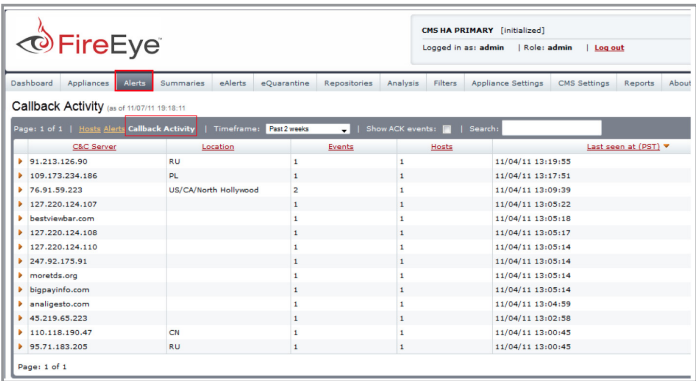 FireEye
CMS HA PRIMARY [initialized]
Logged in as: admin | Role: admin | Log out
Dashboard Appliances Alerts Summaries eAlerts eQuarantine Repositories Analysis Filters Appliance Settings CMS Settings Reports About
Callback Activity (as of 11/07/11 19:18:11
Page: 1 of 1 | Hosts Alerts Callback Activity | Timeframe: Past 2 weeks | Show ACK events: | Search:
C&C Server Location Events Hosts Last seen at (PST)
91.213.126.90 RU 1 1 11/04/11 13:19:55
109.173.234.186 PL 1 1 11/04/11 13:17:51
76.91.59.223 US/CA/North Hollywood 2 1 11/04/11 13:09:39
127.220.124.107 1 1 11/04/11 13:05:22
bestviewbar.com 1 1 11/04/11 13:05:18
127.220.124.108 1 1 11/04/11 13:05:17
127.220.124.110 1 1 11/04/11 13:05:14
247.92.175.91 1 1 11/04/11 13:05:14
moretds.org 1 1 11/04/11 13:05:14
bigpayinfo.com 1 1 11/04/11 13:05:14
analigesto.com 1 1 11/04/11 13:04:59
45.219.65.223 1 1 11/04/11 13:02:58
110.118.190.47 CN 1 1 11/04/11 13:00:45
95.71.183.205 RU 1 1 11/04/11 13:00:45
Page: 1 of 1